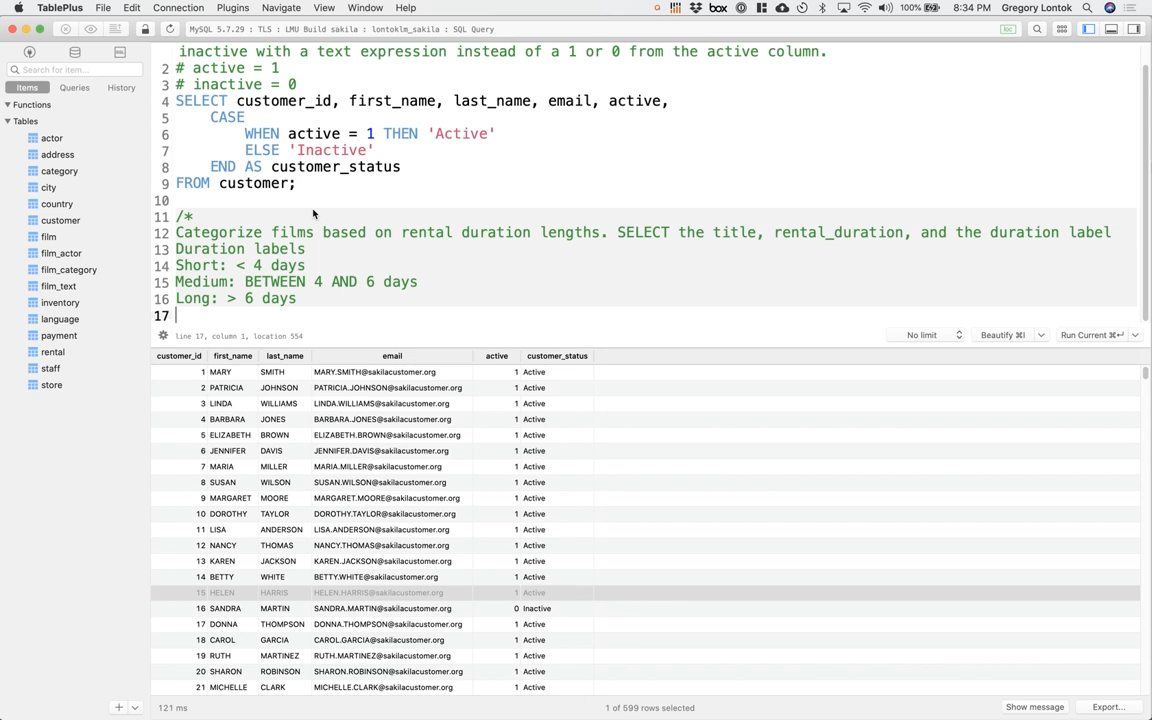 TablePlus File Edit Connection Plugins Navigate View Window Help box 100% 8:34 PM Gregory Lontok
MySQL 5.7.29 : TLS : LMU Build sakila : lontoklm_sakila : SQL Query loc
Search for item...
Items Queries History
Functions
Tables
actor
address
category
city
country
customer
film
film_actor
film_category
film_text
inventory
language
payment
rental
staff
store
inactive with a text expression instead of a 1 or 0 from the active column.
2 # active = 1
3 # inactive = 0
4 SELECT customer_id, first_name, last_name, email, active,
5 CASE
6 WHEN active = 1 THEN 'Active'
7 ELSE 'Inactive'
8 END AS customer_status
9 FROM customer;
10
11 /*
12 Categorize films based on rental duration lengths. SELECT the title, rental_duration, and the duration label
13 Duration labels
14 Short: < 4 days
15 Medium: BETWEEN 4 AND 6 days
16 Long: > 6 days
17
line 17, column 1, location 554 No limit Beautify ⌘I Run Current ⌘↵
customer_id first_name last_name email active customer_status
1 MARY SMITH MARY.SMITH@sakilacustomer.org 1 Active
2 PATRICIA JOHNSON PATRICIA.JOHNSON@sakilacustomer.org 1 Active
3 LINDA WILLIAMS LINDA.WILLIAMS@sakilacustomer.org 1 Active
4 BARBARA JONES BARBARA.JONES@sakilacustomer.org 1 Active
5 ELIZABETH BROWN ELIZABETH.BROWN@sakilacustomer.org 1 Active
6 JENNIFER DAVIS JENNIFER.DAVIS@sakilacustomer.org 1 Active
7 MARIA MILLER MARIA.MILLER@sakilacustomer.org 1 Active
8 SUSAN WILSON SUSAN.WILSON@sakilacustomer.org 1 Active
9 MARGARET MOORE MARGARET.MOORE@sakilacustomer.org 1 Active
10 DOROTHY TAYLOR DOROTHY.TAYLOR@sakilacustomer.org 1 Active
11 LISA ANDERSON LISA.ANDERSON@sakilacustomer.org 1 Active
12 NANCY THOMAS NANCY.THOMAS@sakilacustomer.org 1 Active
13 KAREN JACKSON KAREN.JACKSON@sakilacustomer.org 1 Active
14 BETTY WHITE BETTY.WHITE@sakilacustomer.org 1 Active
15 HELEN HARRIS HELEN.HARRIS@sakilacustomer.org 1 Active
16 SANDRA MARTIN SANDRA.MARTIN@sakilacustomer.org 0 Inactive
17 DONNA THOMPSON DONNA.THOMPSON@sakilacustomer.org 1 Active
18 CAROL GARCIA CAROL.GARCIA@sakilacustomer.org 1 Active
19 RUTH MARTINEZ RUTH.MARTINEZ@sakilacustomer.org 1 Active
20 SHARON ROBINSON SHARON.ROBINSON@sakilacustomer.org 1 Active
21 MICHELLE CLARK MICHELLE.CLARK@sakilacustomer.org 1 Active
121 ms 1 of 599 rows selected Show message Export...